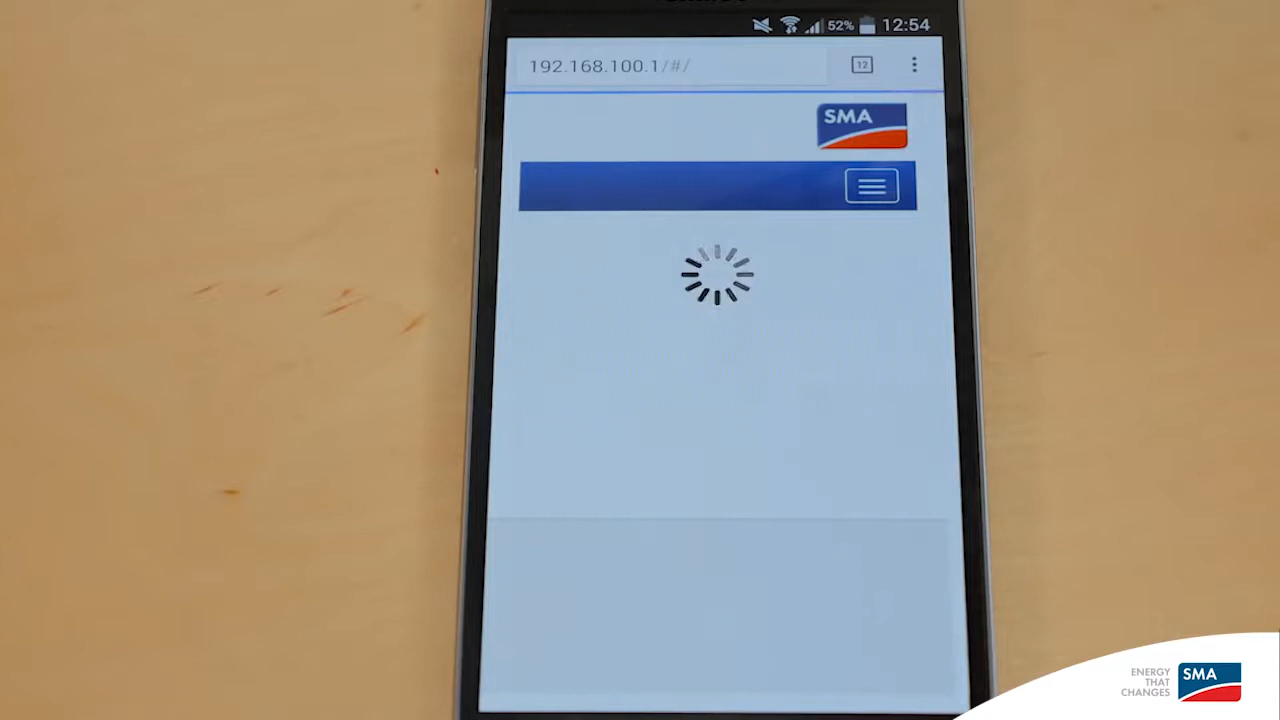 52% 12:54
192.168.100.1/#/
12
SMA
ENERGY
THAT
CHANGES
SMA